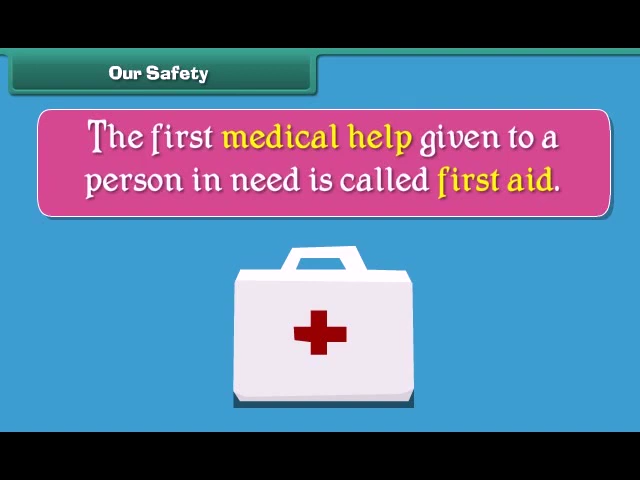 Our Safety
The first medical help given to a
person in need is called first aid.